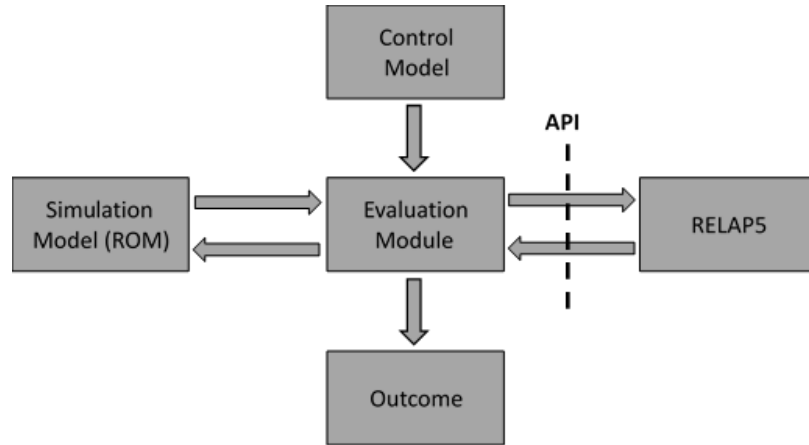 Control
Model
API
Simulation
Model (ROM)
Evaluation
Module
RELAP5
Outcome